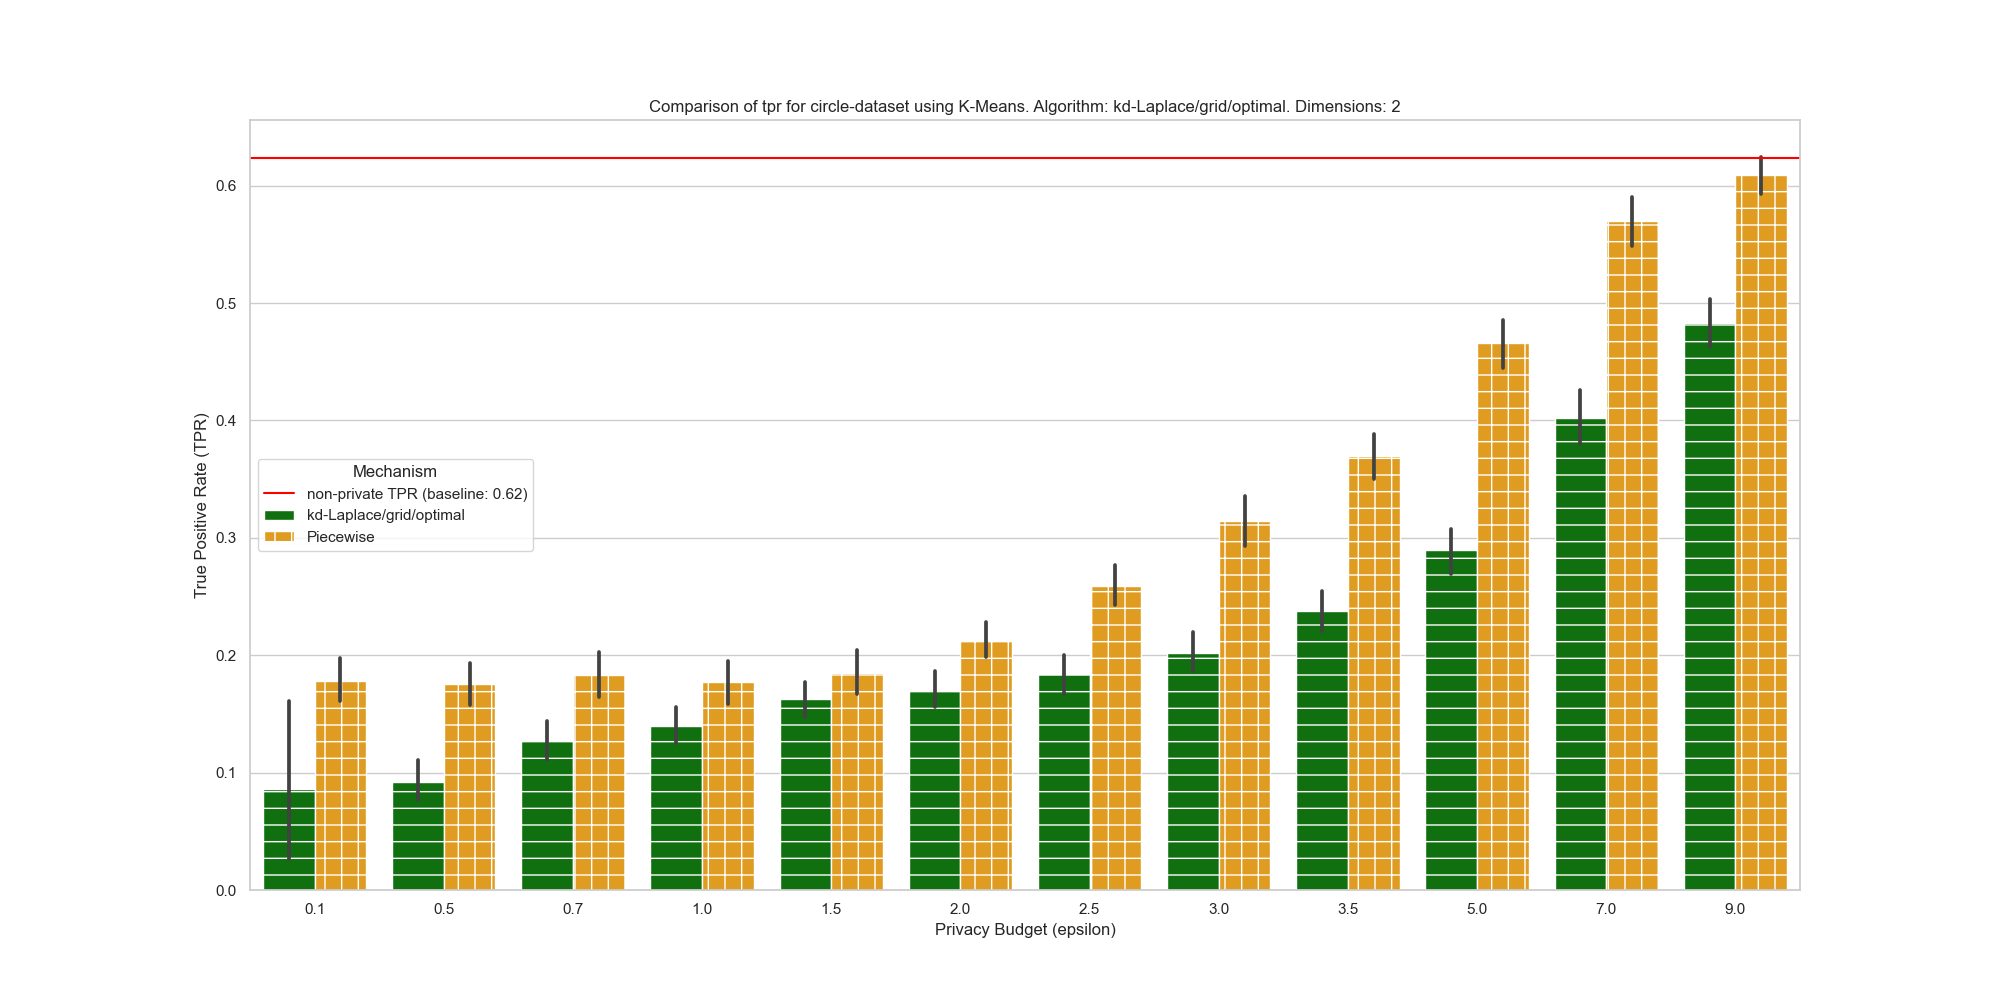 Comparison of tpr for circle-dataset using K-Means. Algorithm: kd-Laplace/grid/optimal. Dimensions: 2
True Positive Rate (TPR)
0.6
0.5
0.4
0.3
0.2
0.1
0.0
Mechanism
non-private TPR (baseline: 0.62)
kd-Laplace/grid/optimal
Piecewise
0.1 0.5 0.7 1.0 1.5 2.0 2.5 3.0 3.5 5.0 7.0 9.0
Privacy Budget (epsilon)